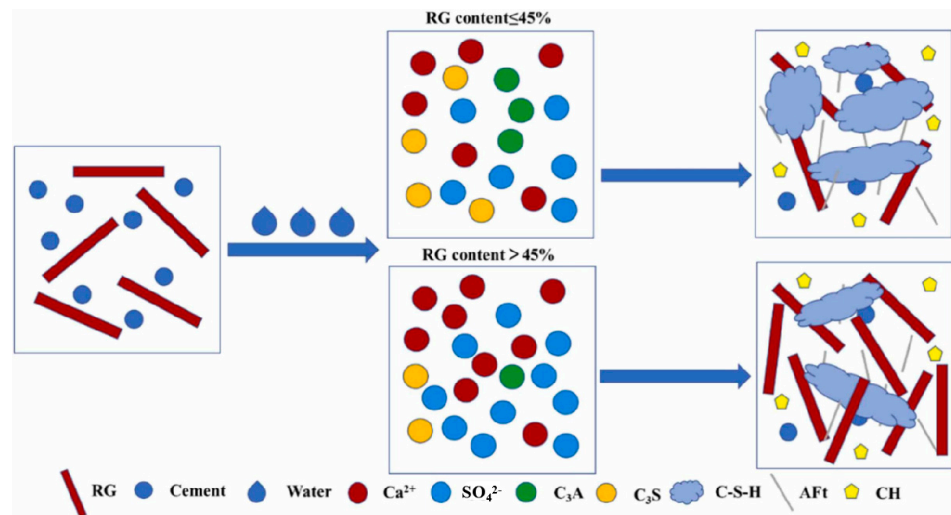 RG content≤45%
RG content＞45%
RG Cement Water Ca²⁺ SO₄²⁻ C₃A C₃S C-S-H AFt CH